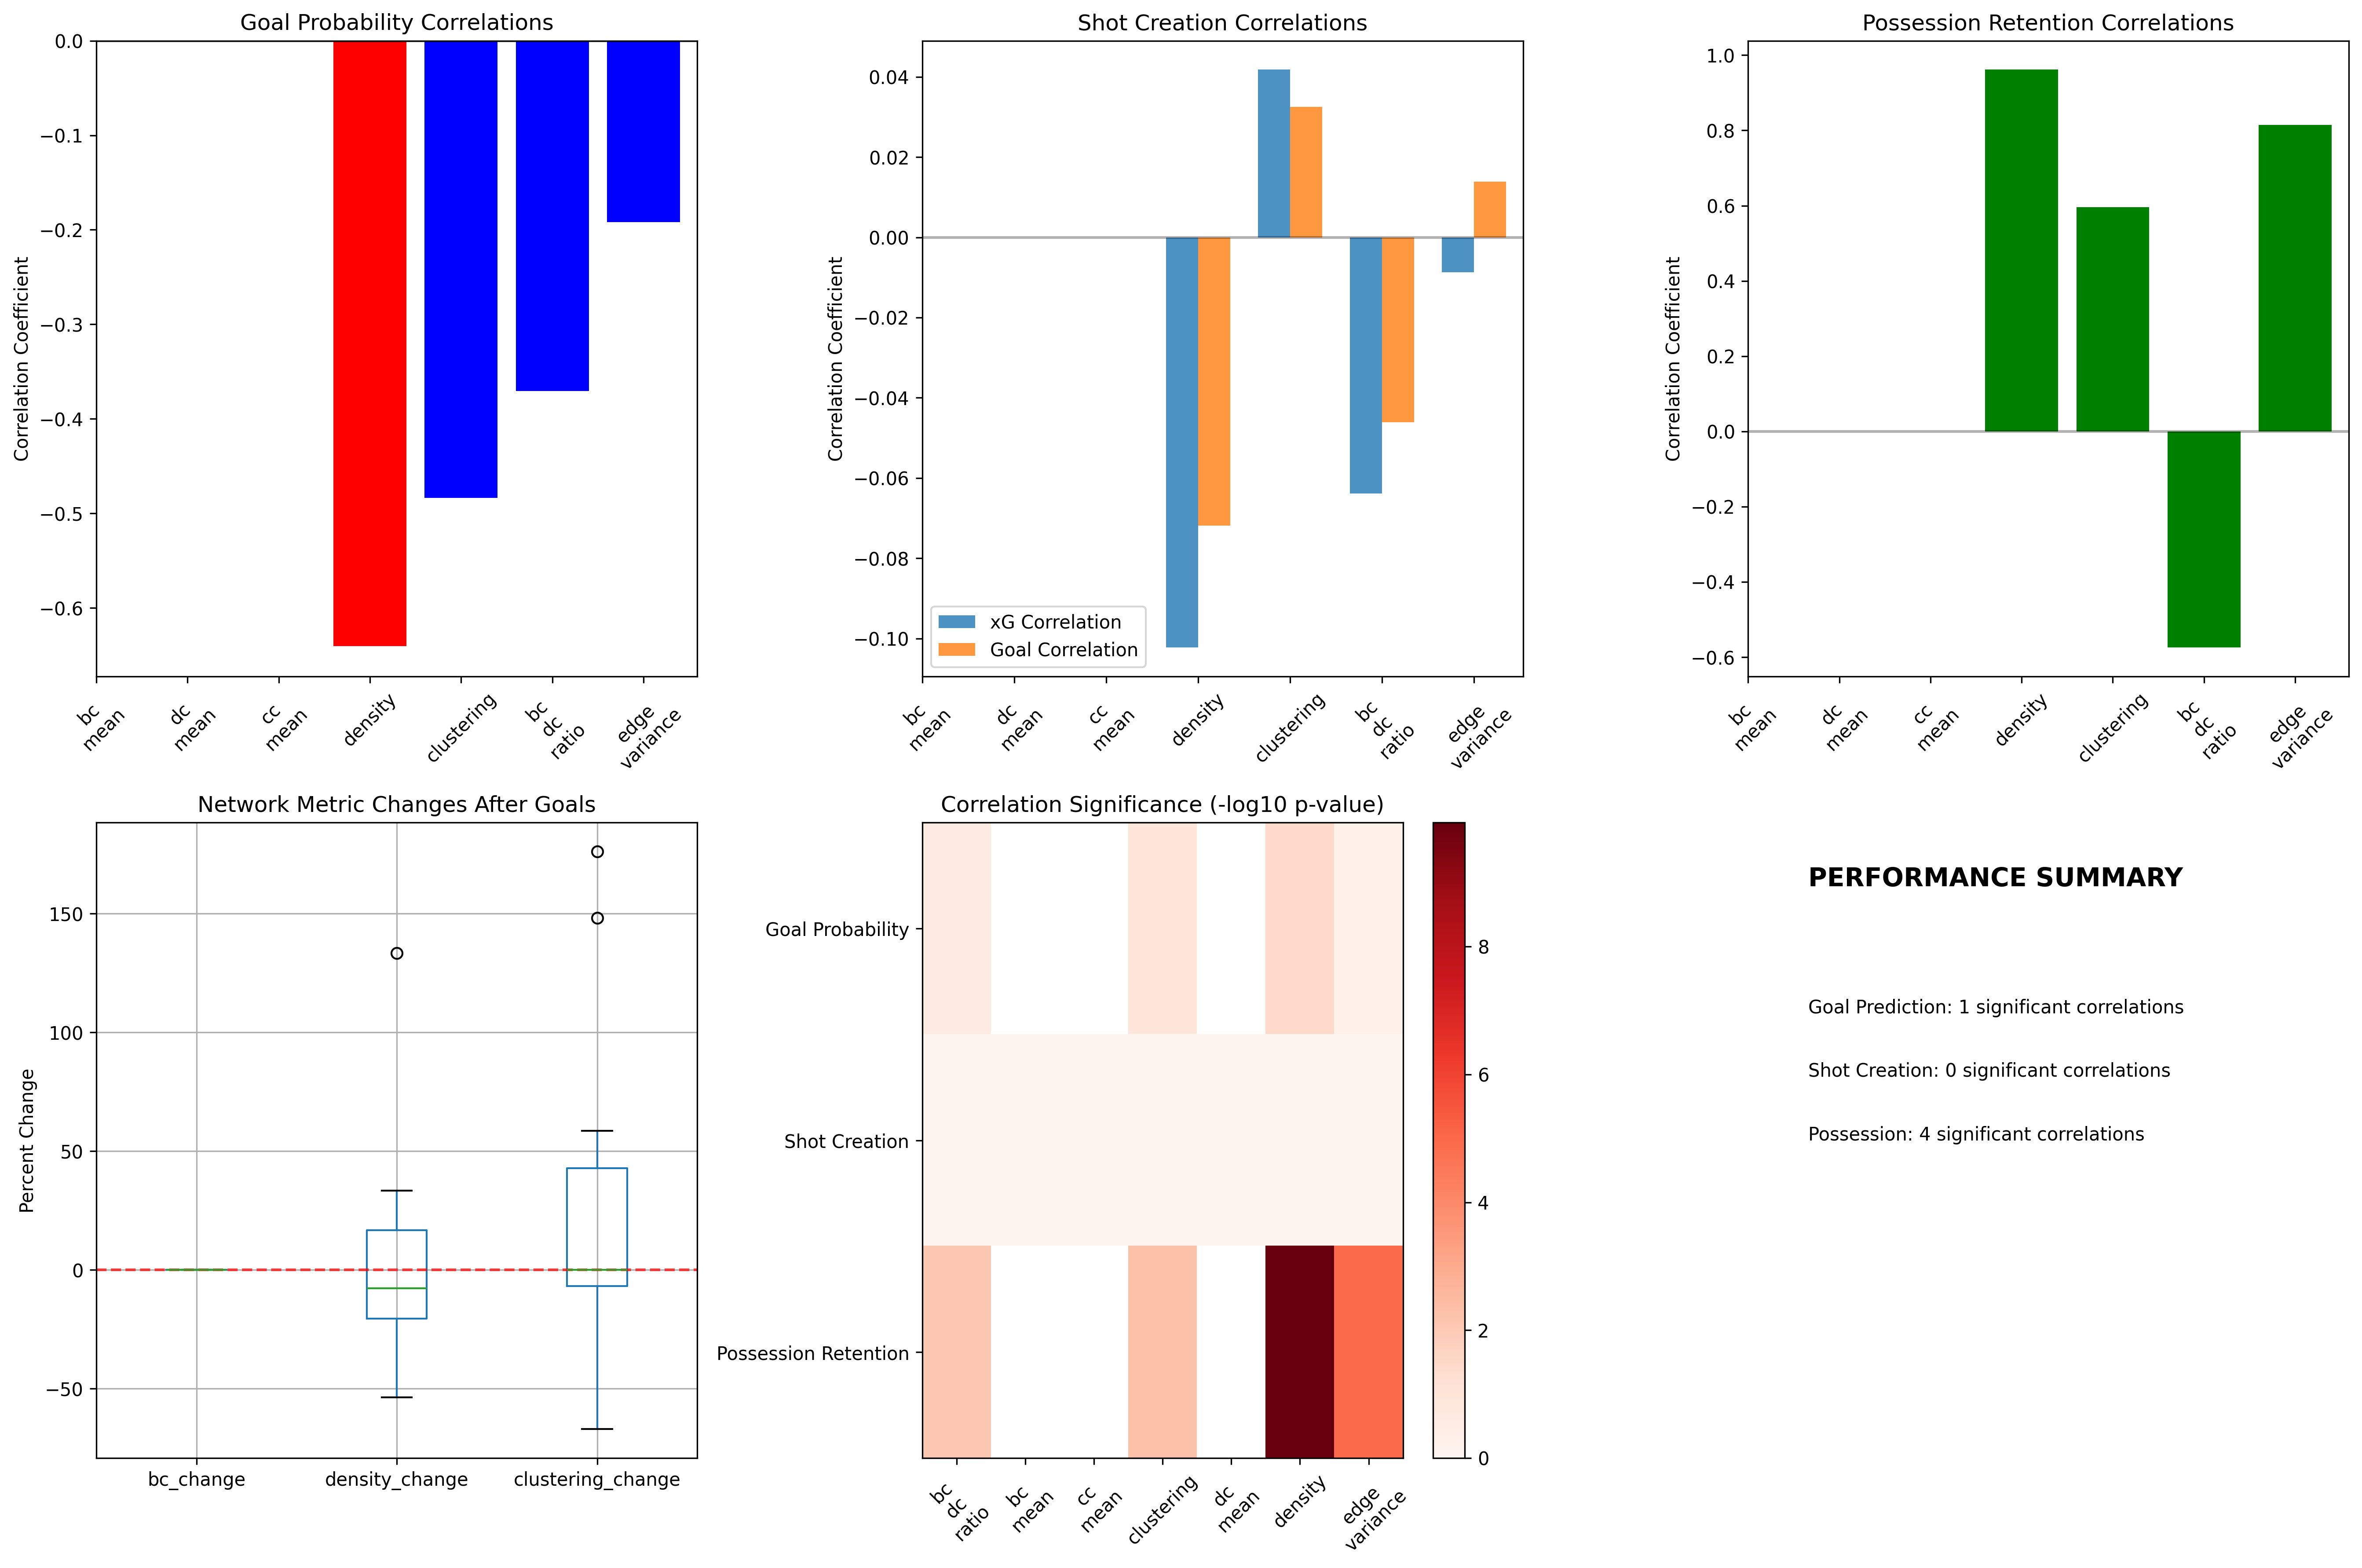 Goal Probability Correlations
Correlation Coefficient
0.0
−0.1
−0.2
−0.3
−0.4
−0.5
−0.6
bc
mean
dc
mean
cc
mean
density
clustering
bc
dc
ratio
edge
variance
Shot Creation Correlations
Correlation Coefficient
0.04
0.02
0.00
−0.02
−0.04
−0.06
−0.08
−0.10
xG Correlation
Goal Correlation
bc
mean
dc
mean
cc
mean
density
clustering
bc
dc
ratio
edge
variance
Possession Retention Correlations
Correlation Coefficient
1.0
0.8
0.6
0.4
0.2
0.0
−0.2
−0.4
−0.6
bc
mean
dc
mean
cc
mean
density
clustering
bc
dc
ratio
edge
variance
Network Metric Changes After Goals
Percent Change
150
100
50
0
−50
bc_change
density_change
clustering_change
Correlation Significance (-log10 p-value)
Goal Probability
Shot Creation
Possession Retention
bc
dc
ratio
bc
mean
cc
mean
clustering
dc
mean
density
edge
variance
8
6
4
2
0
PERFORMANCE SUMMARY
Goal Prediction: 1 significant correlations
Shot Creation: 0 significant correlations
Possession: 4 significant correlations